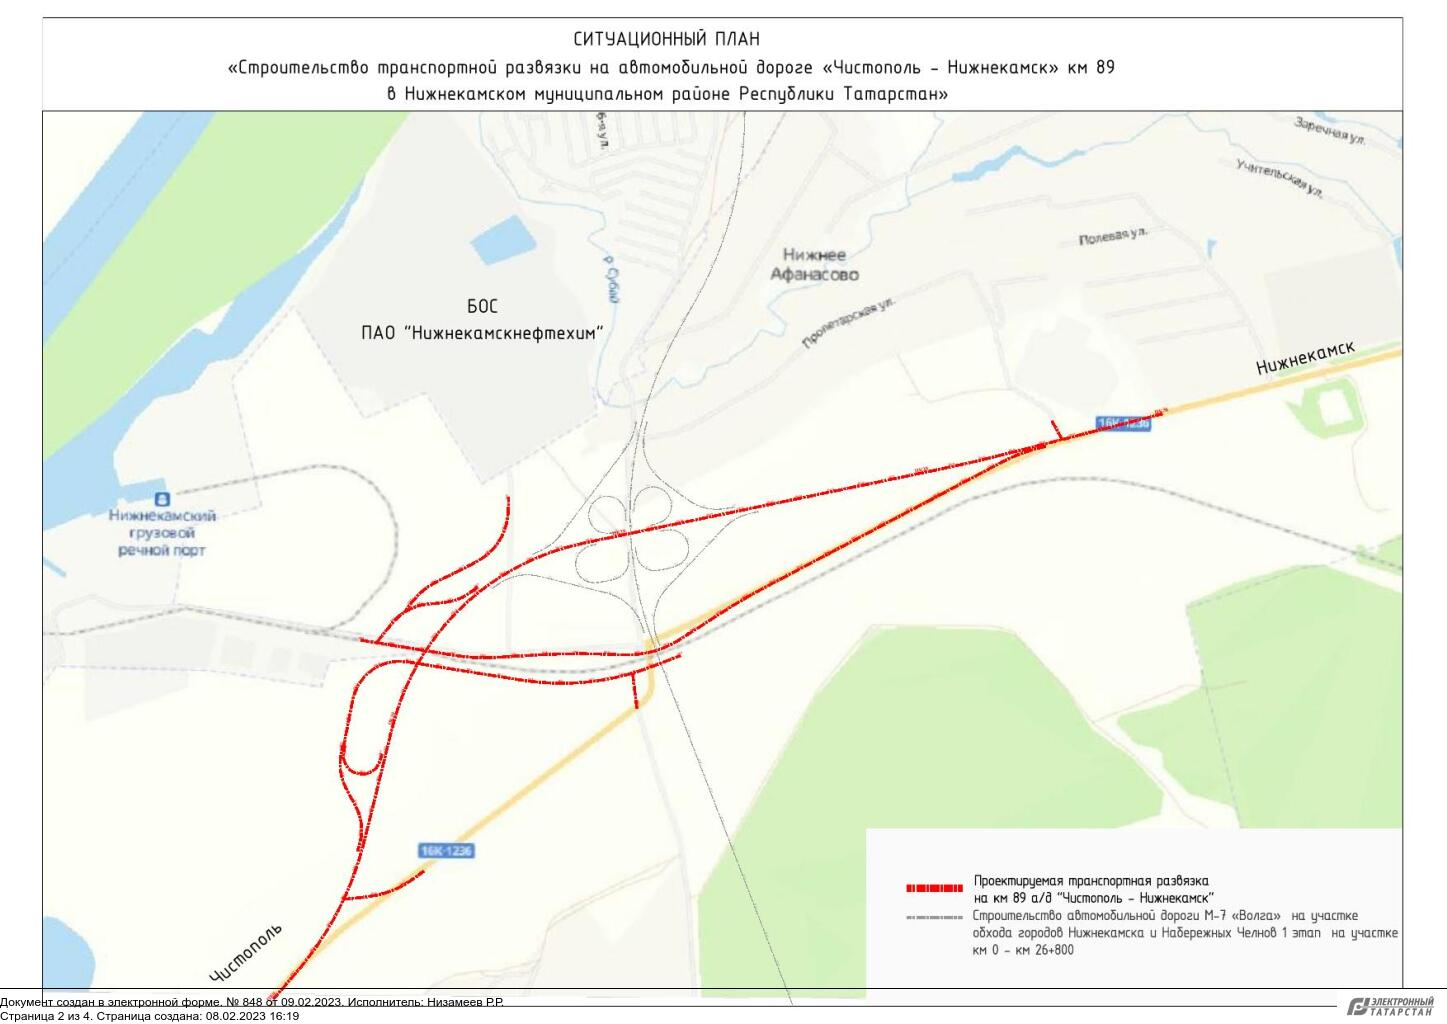 СИТУАЦИОННЫЙ ПЛАН
«Строительство транспортной развязки на автомобильной дороге «Чистополь - Нижнекамск» км 89
в Нижнекамском муниципальном районе Республики Татарстан»
6-я ул.
Заречная ул.
Учительская ул.
Полевая ул.
Нижнее
Афанасово
р Субай
БОС
ПАО "Нижнекамскнефтехим"
Пролетарская ул.
Нижнекамск
16К-1236
Нижнекамский
грузовой
речной порт
16К-1236
Чистополь
Проектируемая транспортная развязка
на км 89 а/д "Чистополь - Нижнекамск"
Строительство автомобильной дороги М-7 «Волга» на участке
обхода городов Нижнекамска и Набережных Челнов 1 этап на участке
км 0 - км 26+800
Документ создан в электронной форме. № 848 от 09.02.2023. Исполнитель: Низамеев Р.Р.
Страница 2 из 4. Страница создана: 08.02.2023 16:19
ЭЛЕКТРОННЫЙ
ТАТАРСТАН